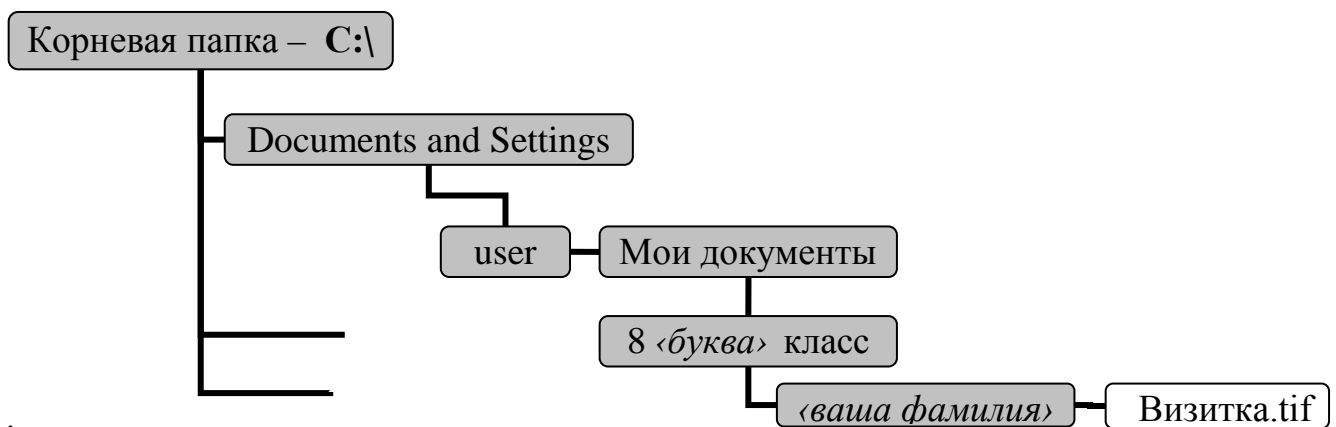 Корневая папка – C:\
Documents and Settings
user
Мои документы
8 ‹буква› класс
‹ваша фамилия›
Визитка.tif
.